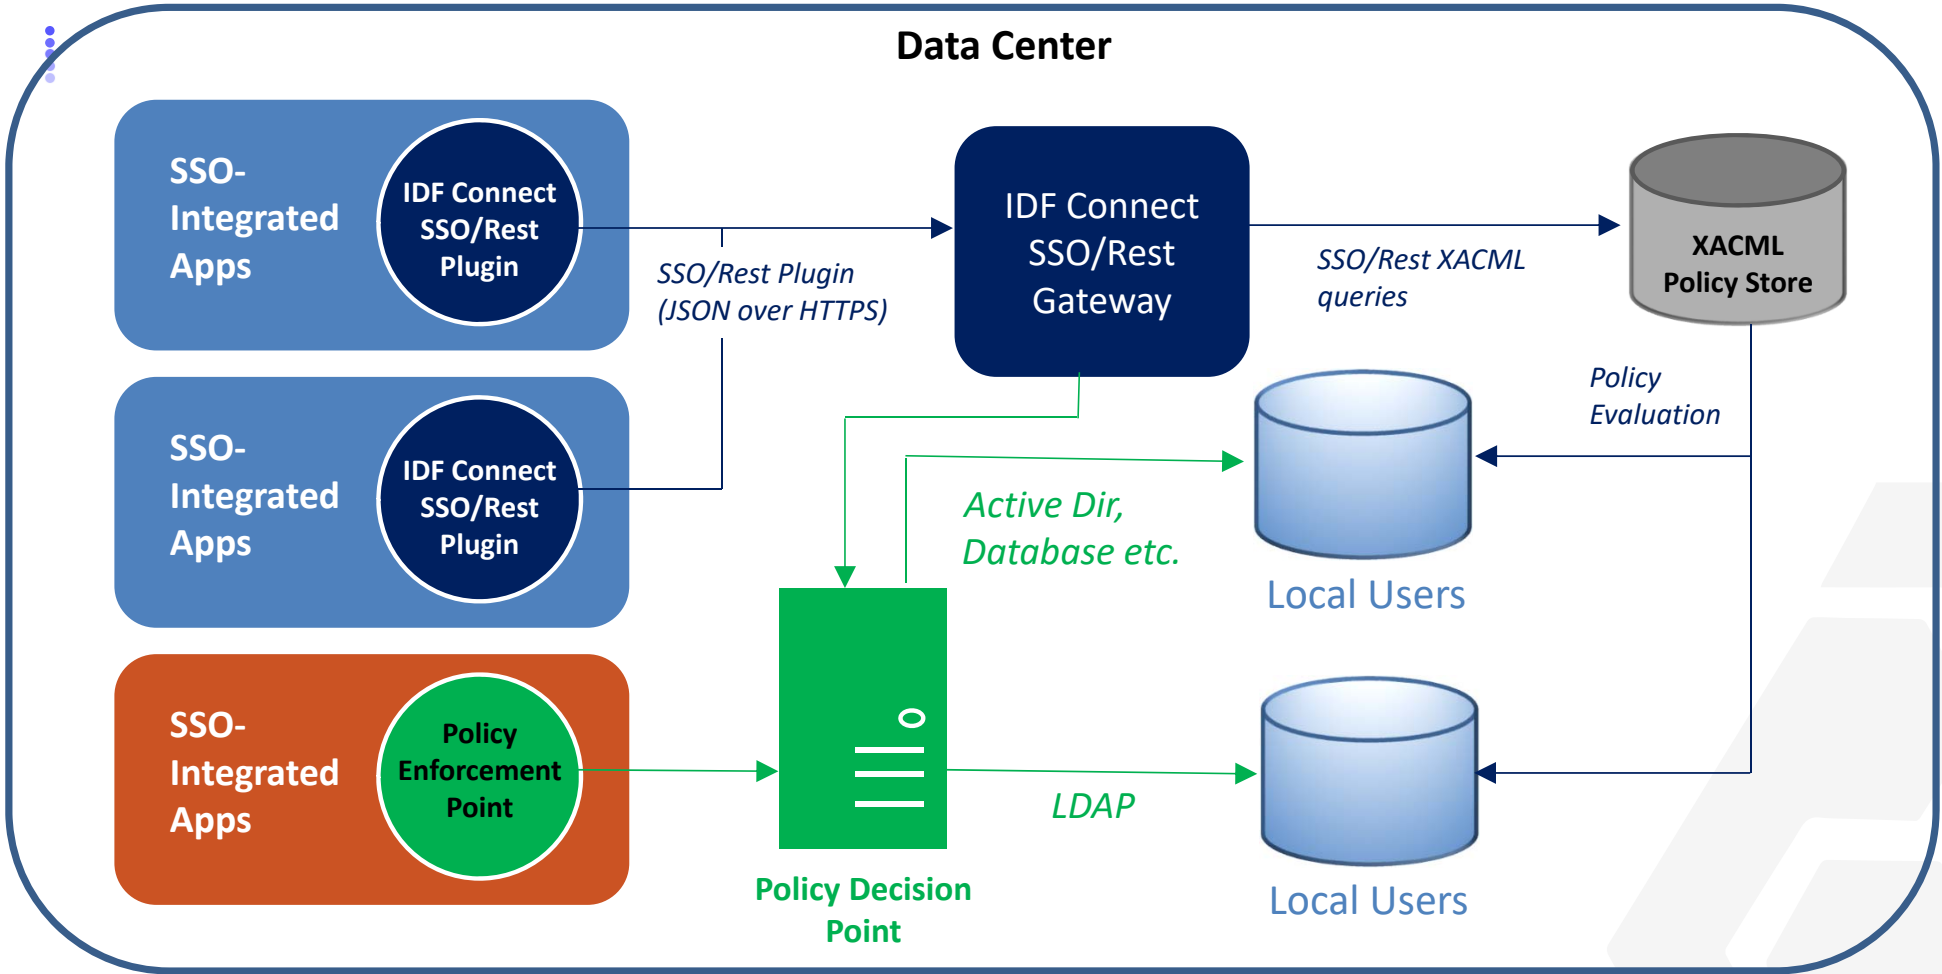 Data Center
SSO-
Integrated
Apps
IDF Connect
SSO/Rest
Plugin
SSO/Rest Plugin
(JSON over HTTPS)
IDF Connect
SSO/Rest
Gateway
SSO/Rest XACML
queries
XACML
Policy Store
Policy
Evaluation
SSO-
Integrated
Apps
IDF Connect
SSO/Rest
Plugin
Active Dir,
Database etc.
Local Users
SSO-
Integrated
Apps
Policy
Enforcement
Point
Policy Decision
Point
LDAP
Local Users